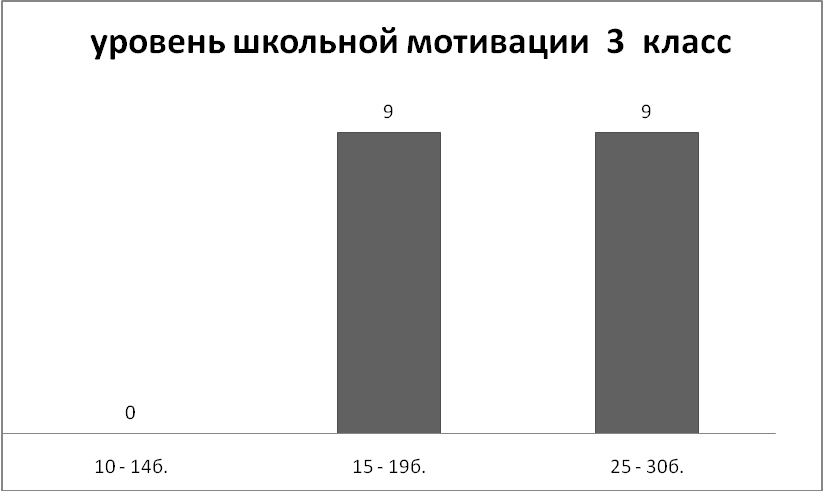 уровень школьной мотивации 3 класс
9 9
0
10 - 14б. 15 - 19б. 25 - 30б.